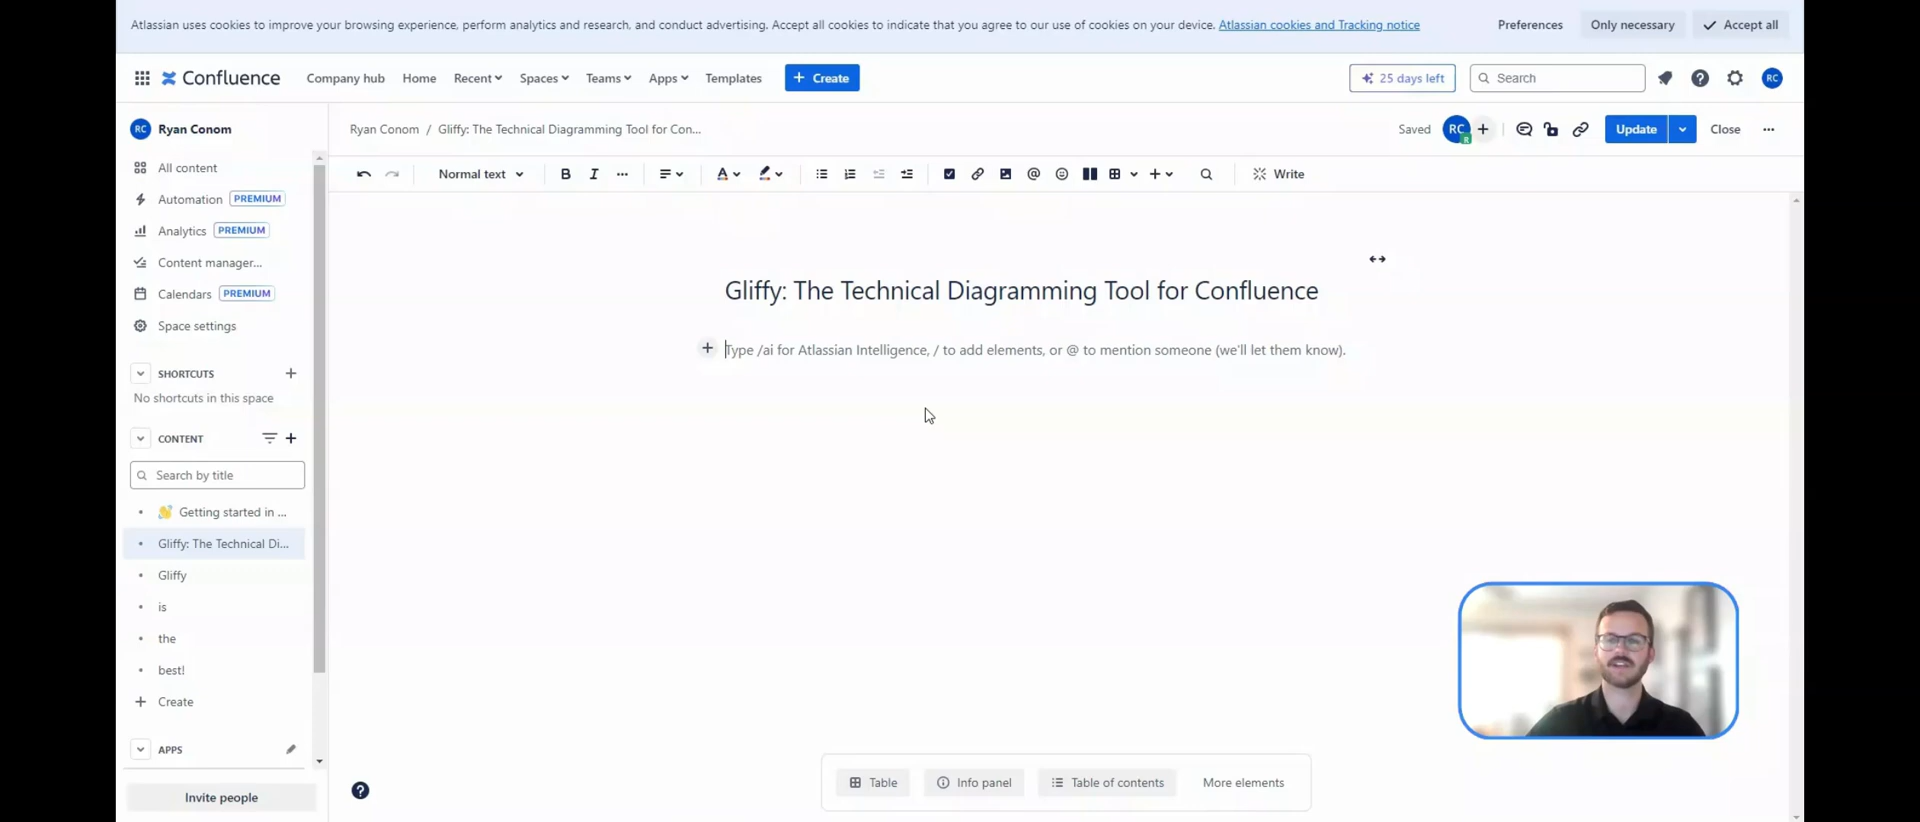 Atlassian uses cookies to improve your browsing experience, perform analytics and research, and conduct advertising. Accept all cookies to indicate that you agree to our use of cookies on your device. Atlassian cookies and Tracking notice
Preferences
Only necessary
Accept all
Confluence
Company hub
Home
Recent
Spaces
Teams
Apps
Templates
+ Create
25 days left
Search
RC
RC
Ryan Conom
Ryan Conom / Gliffy: The Technical Diagramming Tool for Con...
Saved
RC
R
Update
Close
All content
Automation PREMIUM
Analytics PREMIUM
Content manager...
Calendars PREMIUM
Space settings
SHORTCUTS
No shortcuts in this space
CONTENT
Search by title
Getting started in ...
Gliffy: The Technical Di...
Gliffy
is
the
best!
+ Create
APPS
Invite people
Normal text
B
I
A
@
Write
Gliffy: The Technical Diagramming Tool for Confluence
Type /ai for Atlassian Intelligence, / to add elements, or @ to mention someone (we'll let them know).
Table
Info panel
Table of contents
More elements